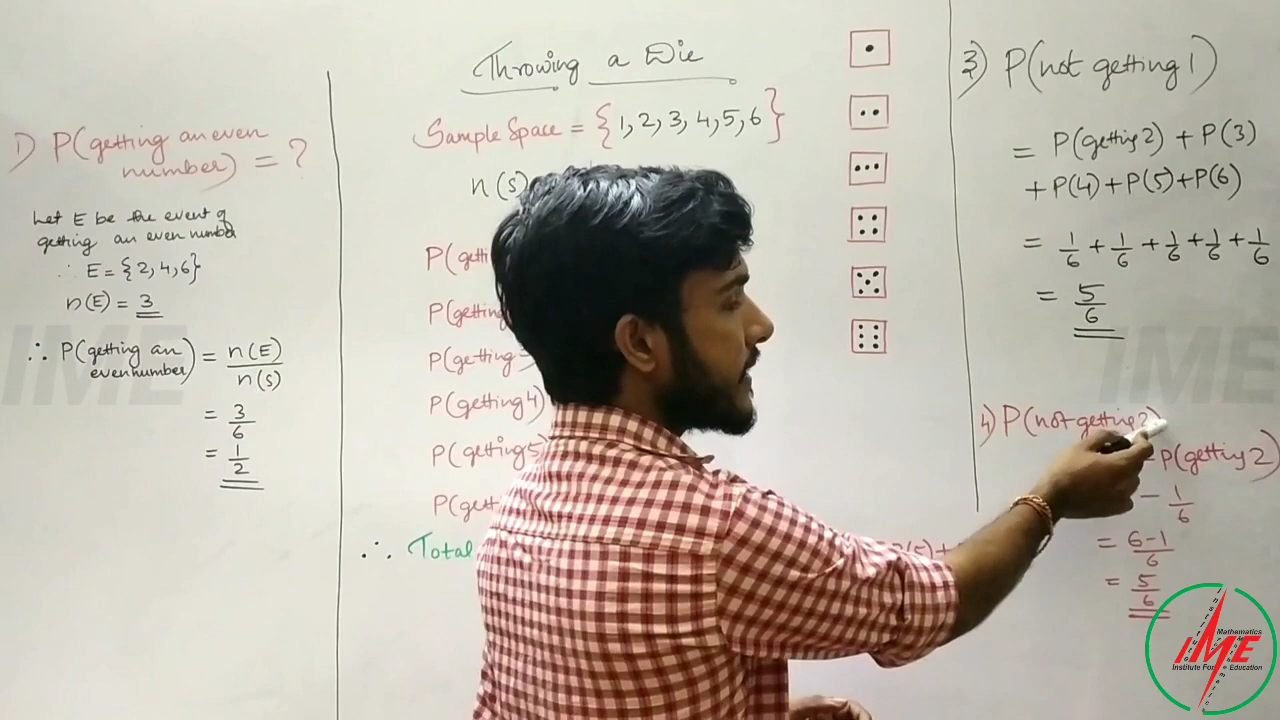 Throwing a Die
Sample Space = {1, 2, 3, 4, 5, 6}
n(s)
P(getti
P(getting
P(getting
P(getting 4)
P(getting 5)
P(gett
∴ Total
1) P(getting an even
number) = ?
Let E be the event of
getting an even number
∴ E = {2, 4, 6}
n(E) = 3
∴ P(getting an even number) = n(E)/n(s)
= 3/6
= 1/2
3) P(not getting 1)
= P(getting 2) + P(3)
+ P(4) + P(5) + P(6)
= 1/6 + 1/6 + 1/6 + 1/6 + 1/6
= 5/6
4) P(not getting 2)
- P(getting 2)
- 1/6
= 6-1/6
= 5/6
IME
IME
IME
Mathematics
Institute For Education